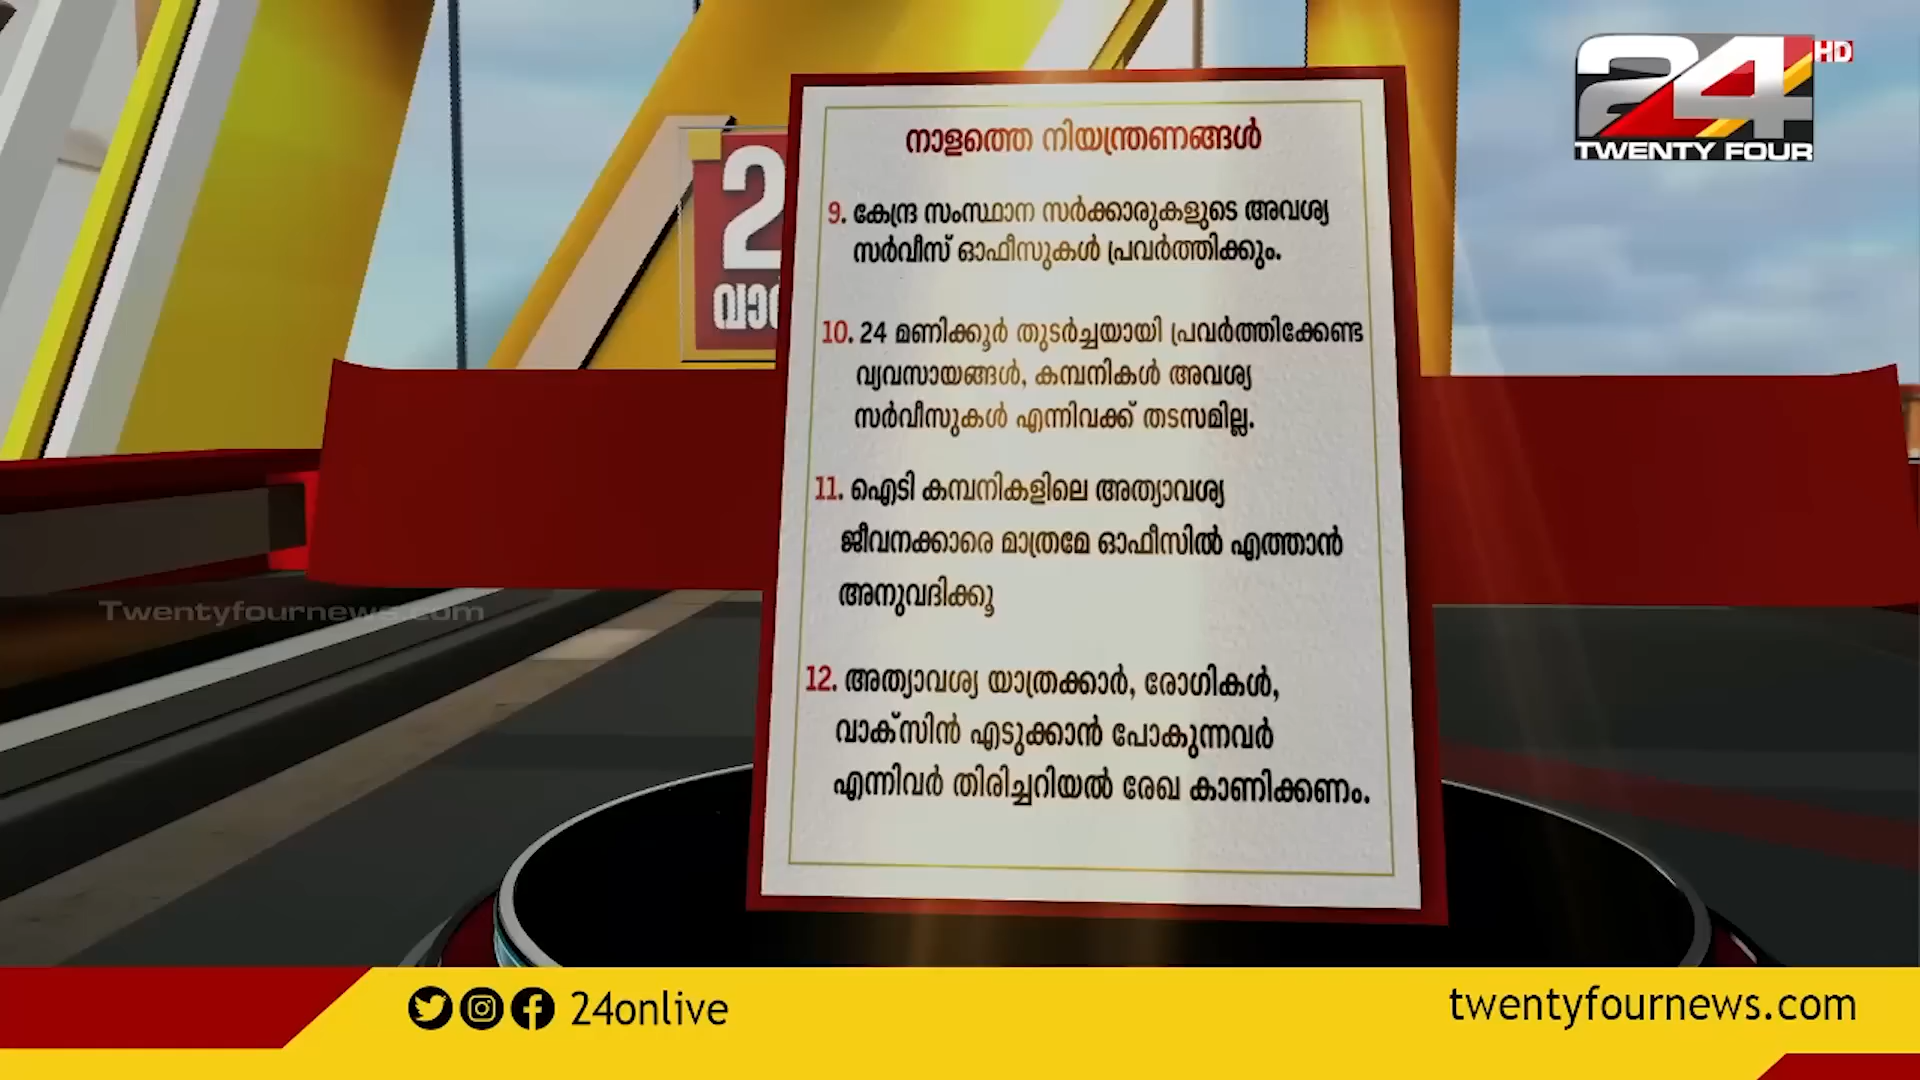 24 HD
TWENTY FOUR
നാളത്തെ നിയന്ത്രണങ്ങൾ
9. കേന്ദ്ര സംസ്ഥാന സർക്കാരുകളുടെ അവശ്യ
സർവീസ് ഓഫീസുകൾ പ്രവർത്തിക്കും.
10. 24 മണിക്കൂർ തുടർച്ചയായി പ്രവർത്തിക്കേണ്ട
വ്യവസായങ്ങൾ, കമ്പനികൾ അവശ്യ
സർവീസുകൾ എന്നിവക്ക് തടസമില്ല.
11. ഐടി കമ്പനികളിലെ അത്യാവശ്യ
ജീവനക്കാരെ മാത്രമേ ഓഫീസിൽ എത്താൻ
അനുവദിക്കൂ
12. അത്യാവശ്യ യാത്രക്കാർ, രോഗികൾ,
വാക്സിൻ എടുക്കാൻ പോകുന്നവർ
എന്നിവർ തിരിച്ചറിയൽ രേഖ കാണിക്കണം.
Twentyfournews.com
24onlive
twentyfournews.com